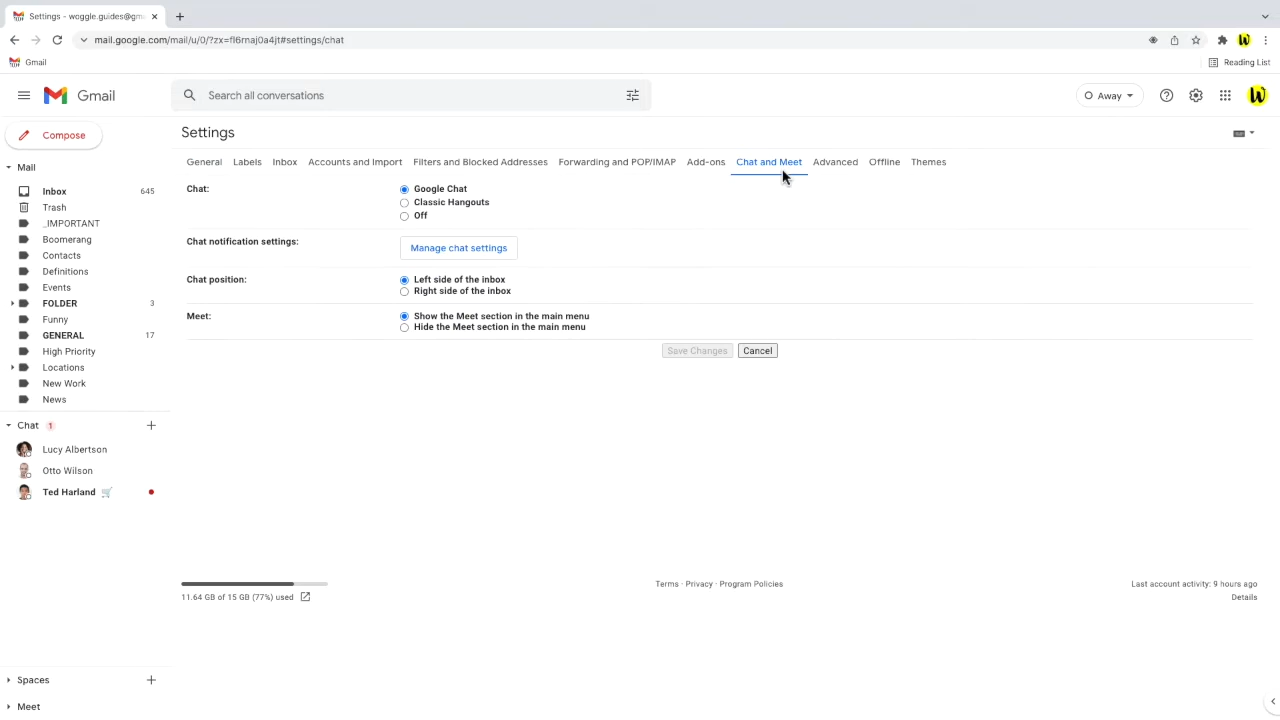 Settings - woggle.guides@gm
mail.google.com/mail/u/0/?zx=fl6rnaj0a4jt#settings/chat
Gmail
Reading List
Gmail
Search all conversations
Away
Compose
Settings
General Labels Inbox Accounts and Import Filters and Blocked Addresses Forwarding and POP/IMAP Add-ons Chat and Meet Advanced Offline Themes
Mail
Inbox 645
Trash
_IMPORTANT
Boomerang
Contacts
Definitions
Events
FOLDER 3
Funny
GENERAL 17
High Priority
Locations
New Work
News
Chat 1
Lucy Albertson
Otto Wilson
Ted Harland
Spaces
Meet
Chat:
Google Chat
Classic Hangouts
Off
Chat notification settings:
Manage chat settings
Chat position:
Left side of the inbox
Right side of the inbox
Meet:
Show the Meet section in the main menu
Hide the Meet section in the main menu
Save Changes Cancel
11.64 GB of 15 GB (77%) used
Terms · Privacy · Program Policies
Last account activity: 9 hours ago
Details